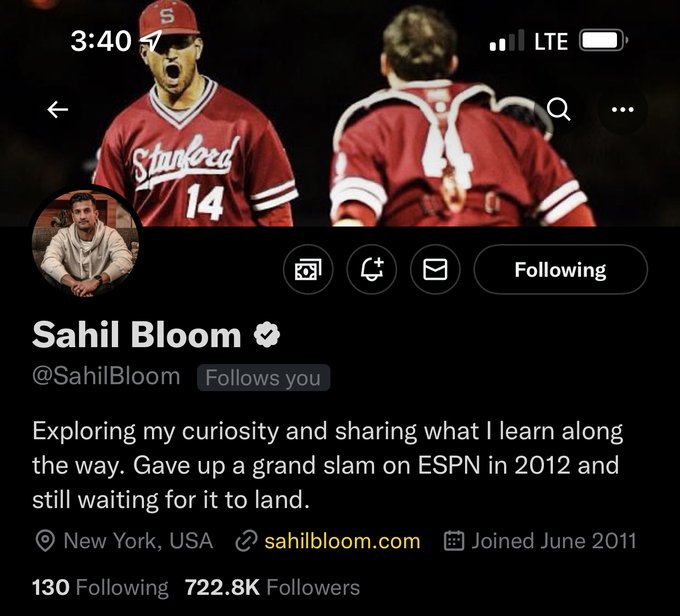 3:40
LTE
S
Stanford
14
Following
Sahil Bloom
@SahilBloom Follows you
Exploring my curiosity and sharing what I learn along
the way. Gave up a grand slam on ESPN in 2012 and
still waiting for it to land.
New York, USA sahilbloom.com Joined June 2011
130 Following 722.8K Followers